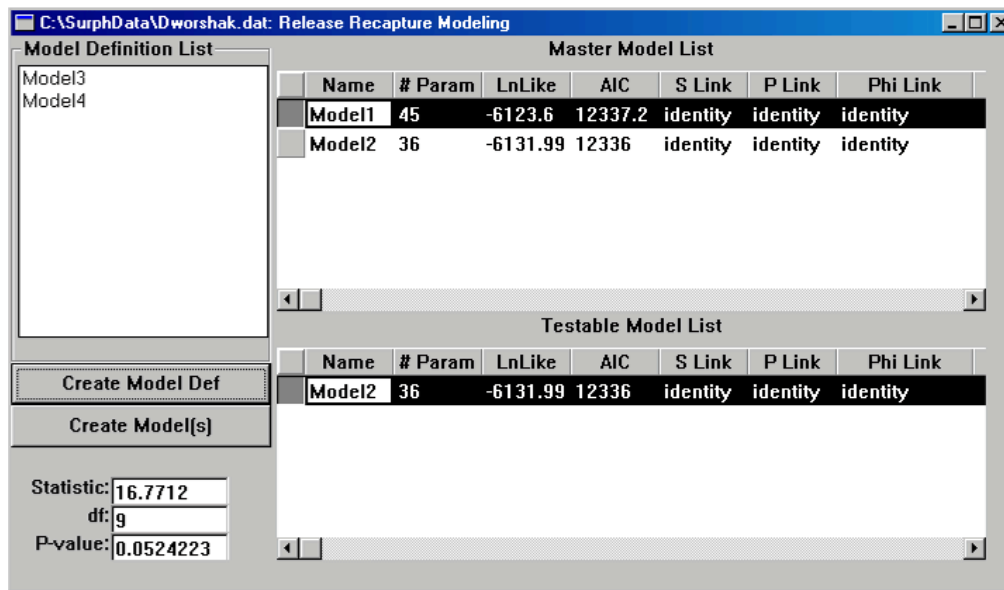 C:\SurphData\Dworshak.dat: Release Recapture Modeling
Model Definition List
Model3
Model4
Master Model List
Name # Param LnLike AIC S Link P Link Phi Link
Model1 45 -6123.6 12337.2 identity identity identity
Model2 36 -6131.99 12336 identity identity identity
Testable Model List
Name # Param LnLike AIC S Link P Link Phi Link
Model2 36 -6131.99 12336 identity identity identity
Create Model Def
Create Model(s)
Statistic: 16.7712
df: 9
P-value: 0.0524223